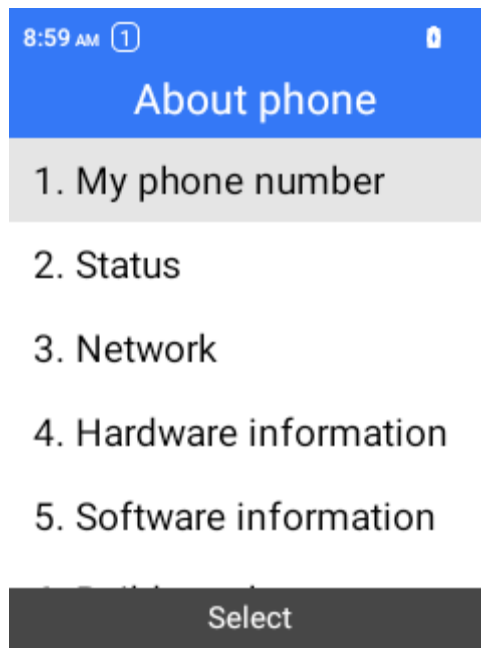 8:59 AM 1
About phone
1. My phone number
2. Status
3. Network
4. Hardware information
5. Software information
Select